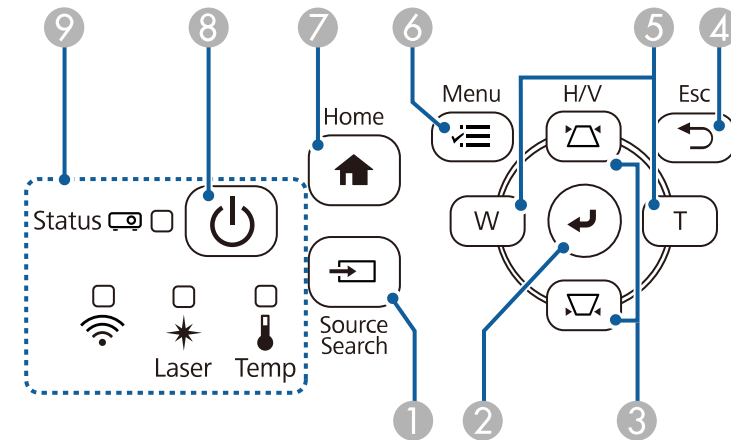 9 8 7 6 5 4
Menu H/V Esc
Home
Status
W T
Source
Search
Laser Temp
1 2 3